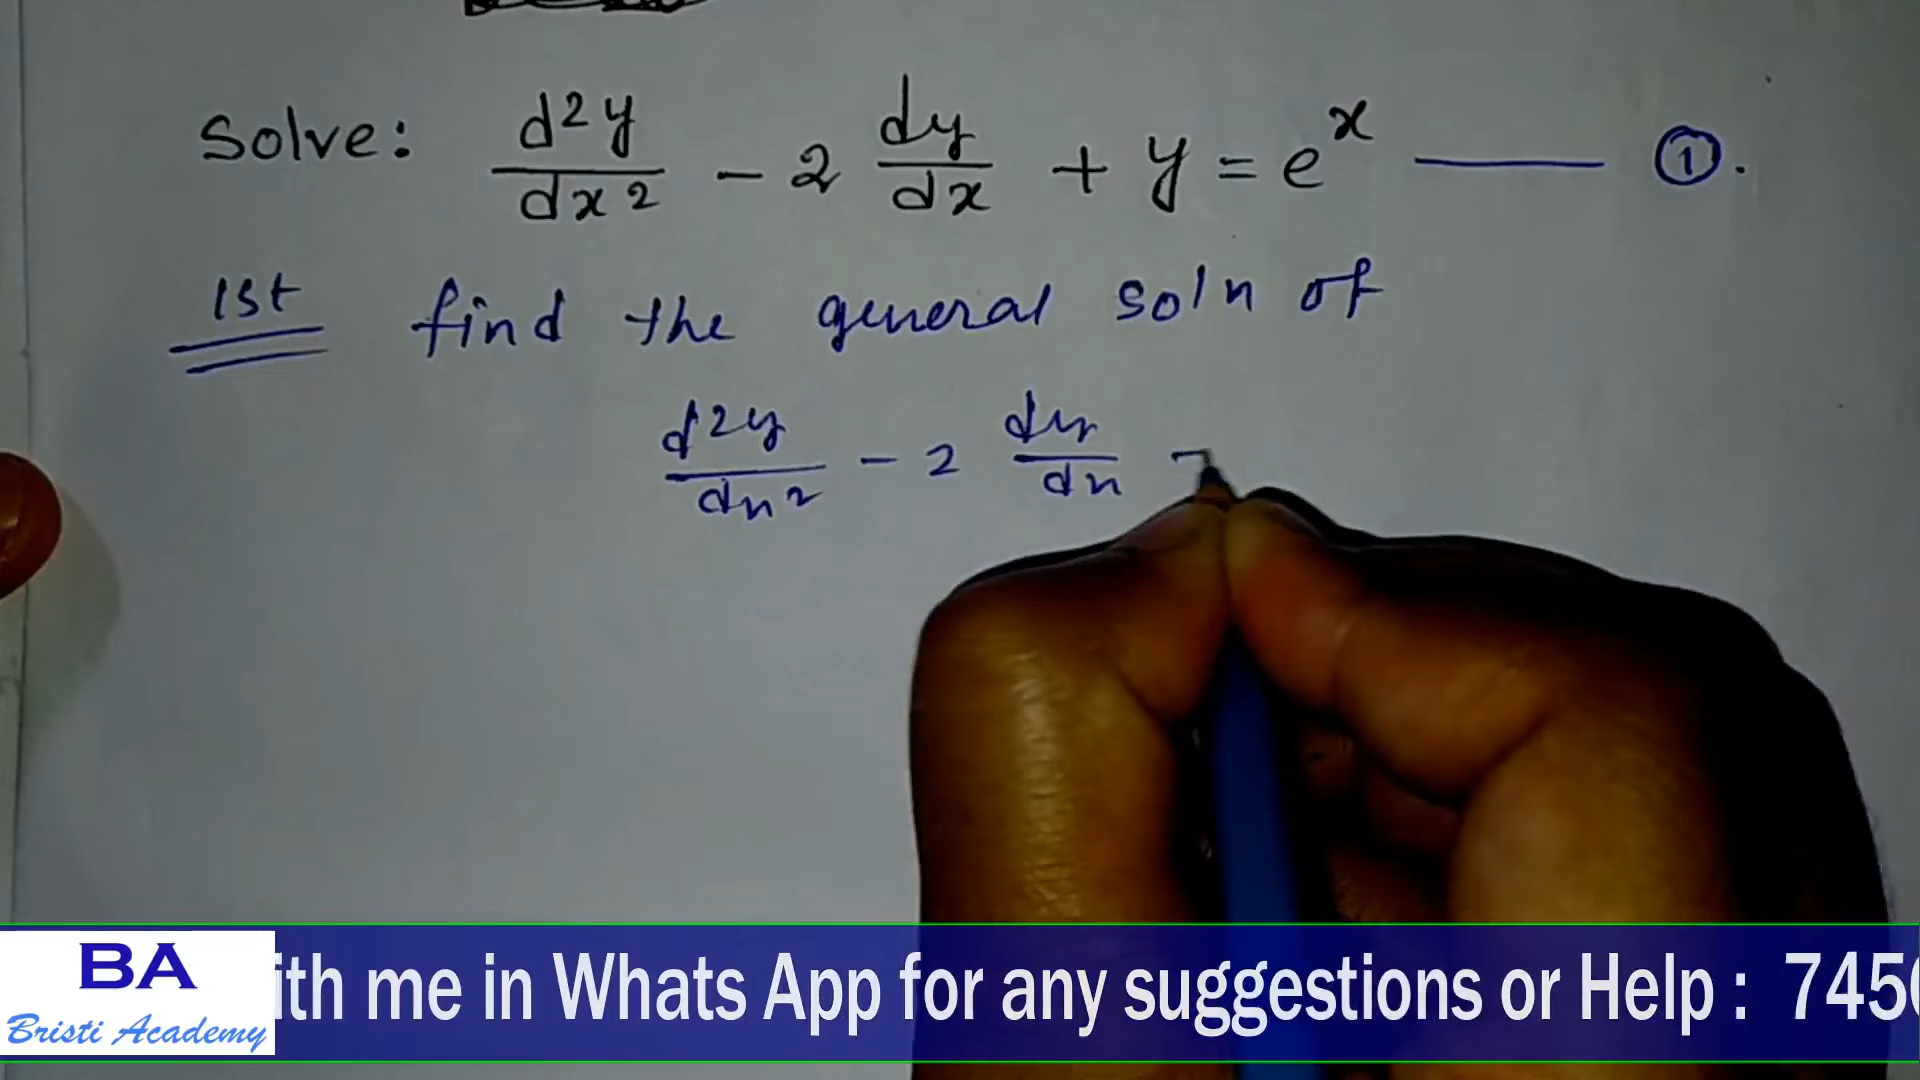 Solve: d²y/dx² - 2 dy/dx + y = eˣ —— ①.
1st find the general soln of
d²y/dx² - 2 dy/dx
BA
Bristi Academy
ith me in Whats App for any suggestions or Help : 745